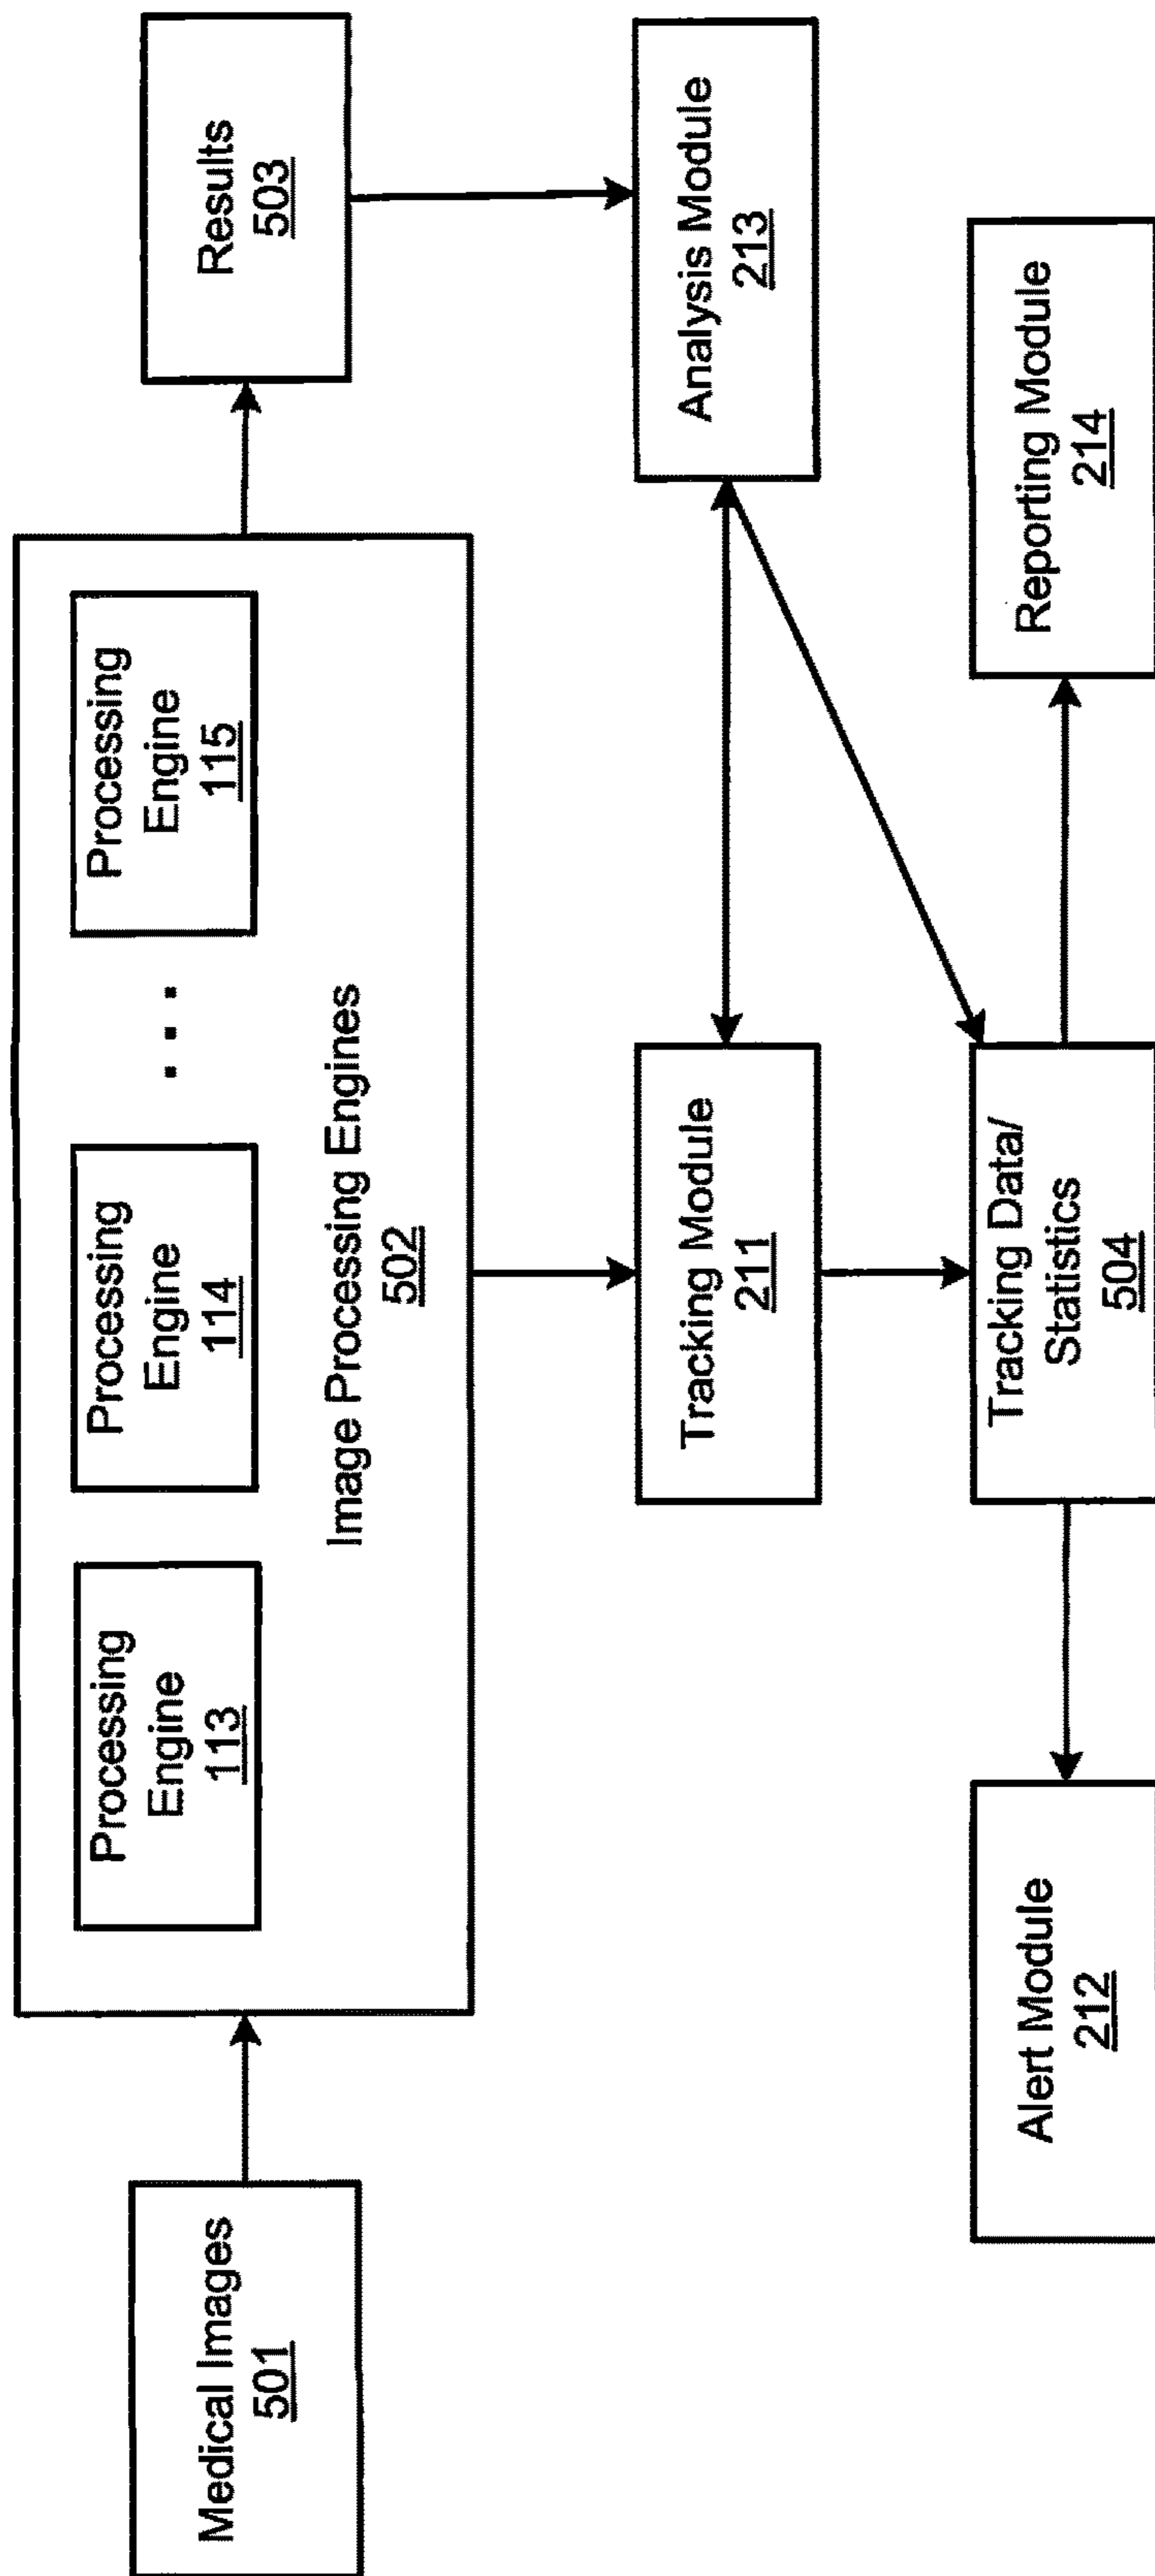 Medical Images
501
Processing
Engine
113
Processing
Engine
114
. . .
Processing
Engine
115
Image Processing Engines
502
Results
503
Tracking Module
211
Analysis Module
213
Alert Module
212
Tracking Data/
Statistics
504
Reporting Module
214